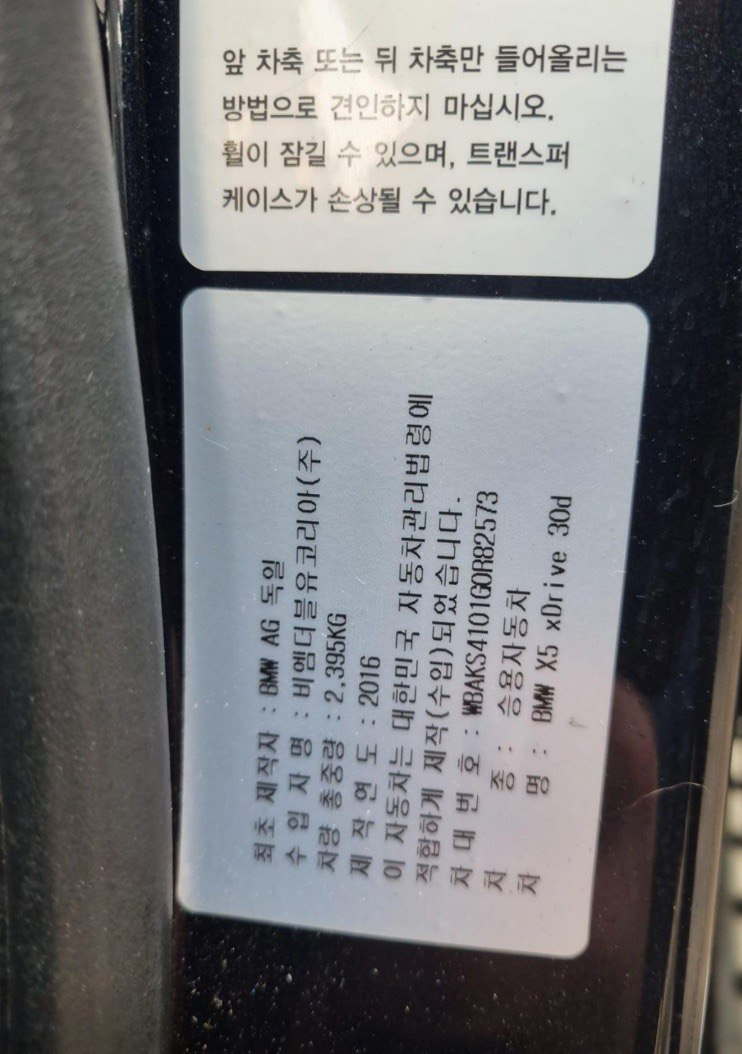 앞 차축 또는 뒤 차축만 들어올리는
방법으로 견인하지 마십시오.
휠이 잠길 수 있으며, 트랜스퍼
케이스가 손상될 수 있습니다.
최초 제작자 : BMW AG 독일
수 입 자 명 : 비엠더블유코리아(주)
차량 총중량 : 2,395KG
제 작 연 도 : 2016
이 자동차는 대한민국 자동차관리법령에
적합하게 제작(수입)되었습니다.
차 대 번 호 : WBAKS4101G0R82573
차 종 : 승용자동차
차 명 : BMW X5 xDrive 30d